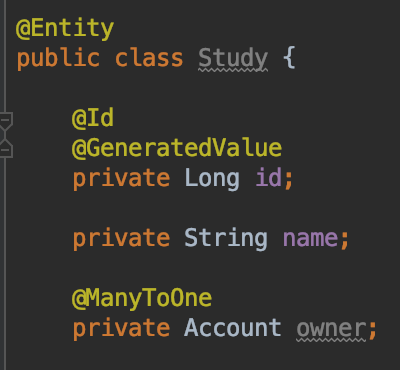 @Entity
public class Study {
@Id
@GeneratedValue
private Long id;
private String name;
@ManyToOne
private Account owner;